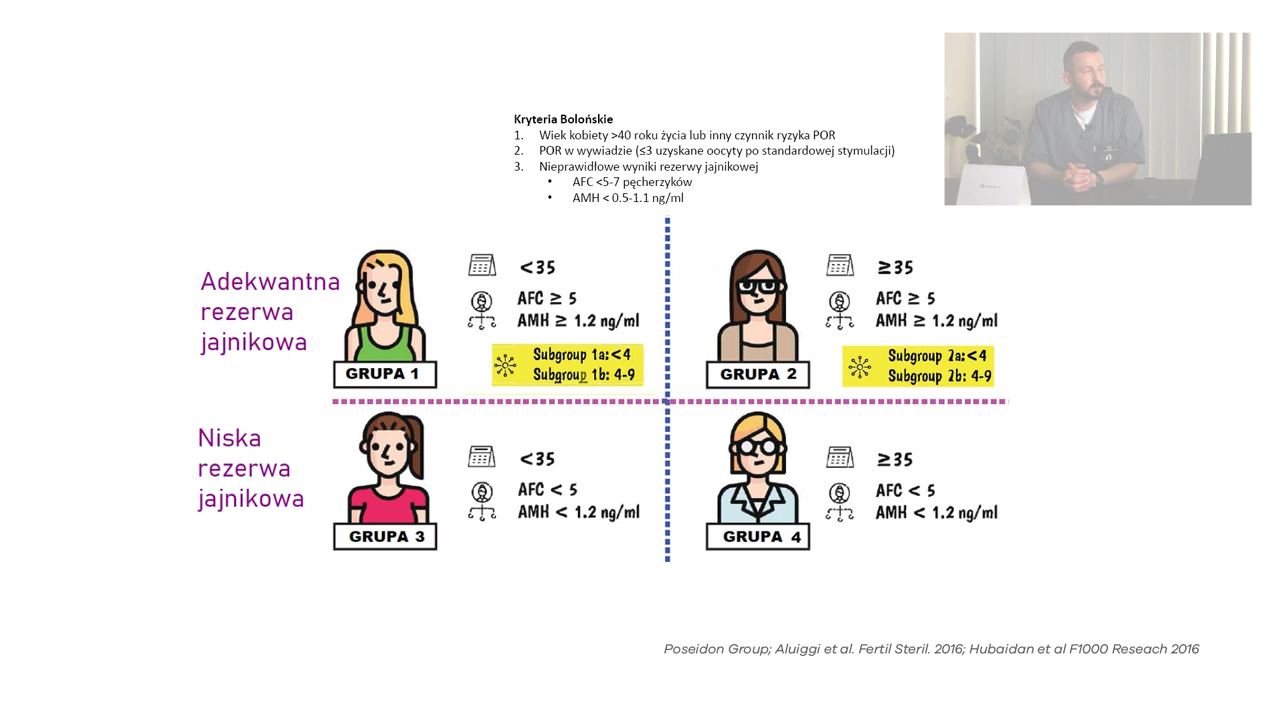 Kryteria Bolońskie
1. Wiek kobiety >40 roku życia lub inny czynnik ryzyka POR
2. POR w wywiadzie (≤3 uzyskane oocyty po standardowej stymulacji)
3. Nieprawidłowe wyniki rezerwy jajnikowej
• AFC <5-7 pęcherzyków
• AMH < 0.5-1.1 ng/ml
Adekwantna
rezerwa
jajnikowa
<35
AFC ≥ 5
AMH ≥ 1.2 ng/ml
Subgroup 1a:<4
Subgroup 1b: 4-9
GRUPA 1
≥35
AFC ≥ 5
AMH ≥ 1.2 ng/ml
Subgroup 2a:<4
Subgroup 2b: 4-9
GRUPA 2
Niska
rezerwa
jajnikowa
<35
AFC < 5
AMH < 1.2 ng/ml
GRUPA 3
≥35
AFC < 5
AMH < 1.2 ng/ml
GRUPA 4
Poseidon Group; Aluiggi et al. Fertil Steril. 2016; Hubaidan et al F1000 Reseach 2016